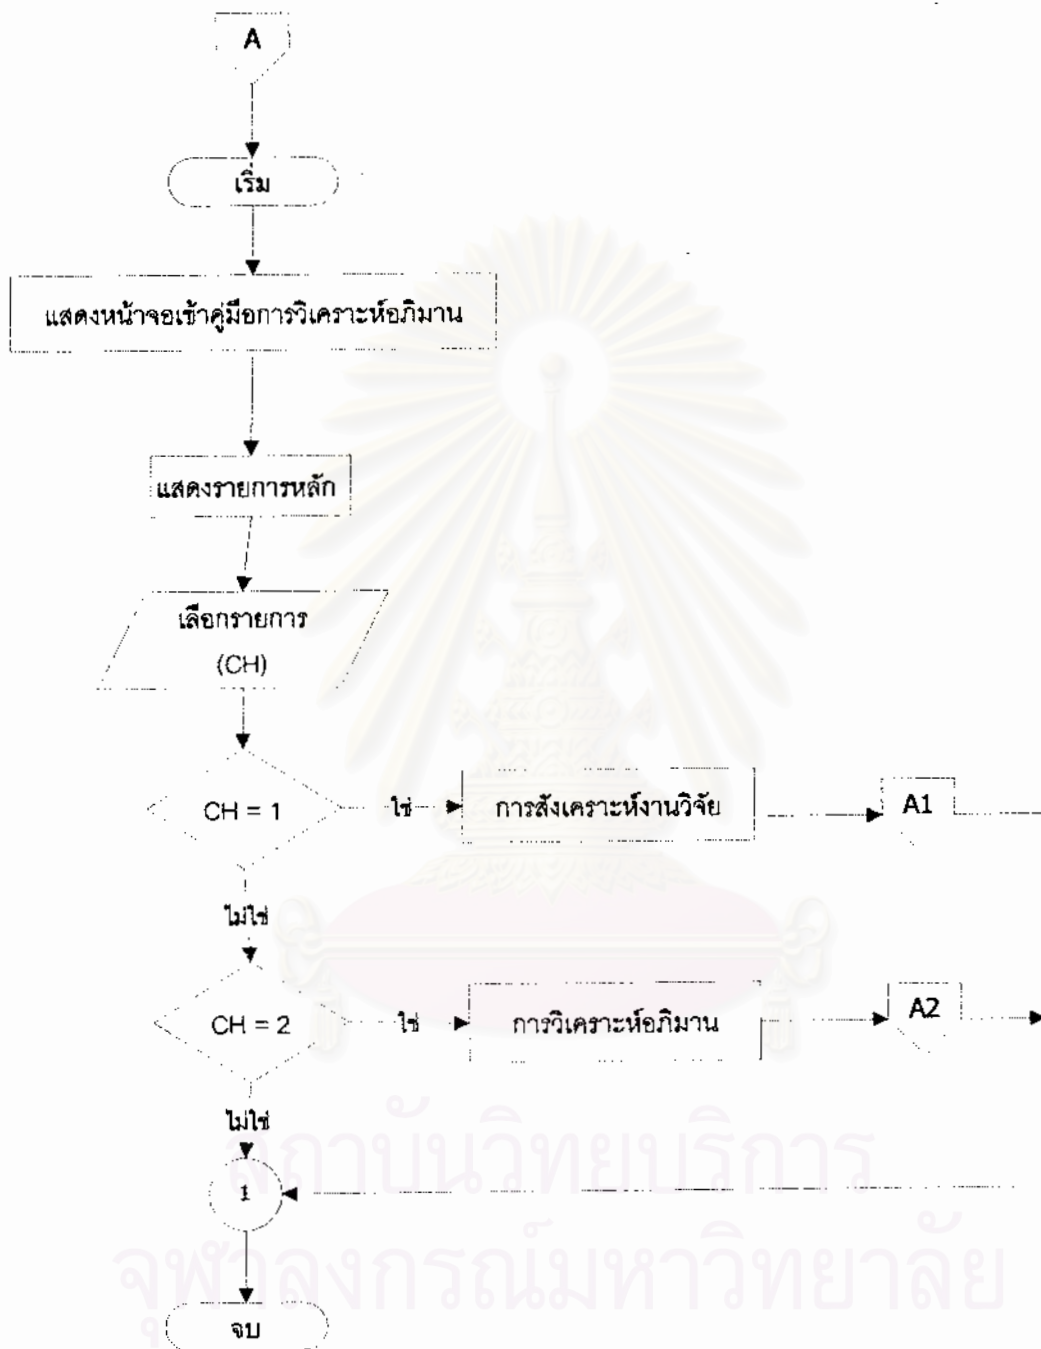 A
เริ่ม
แสดงหน้าจอเข้าคู่มือการวิเคราะห์อภิมาน
แสดงรายการหลัก
เลือกรายการ
(CH)
CH = 1
ใช่
การสังเคราะห์งานวิจัย
A1
ไม่ใช่
CH = 2
ใช่
การวิเคราะห์อภิมาน
A2
ไม่ใช่
1
จบ
สถาบันวิทยบริการ
จุฬาลงกรณ์มหาวิทยาลัย